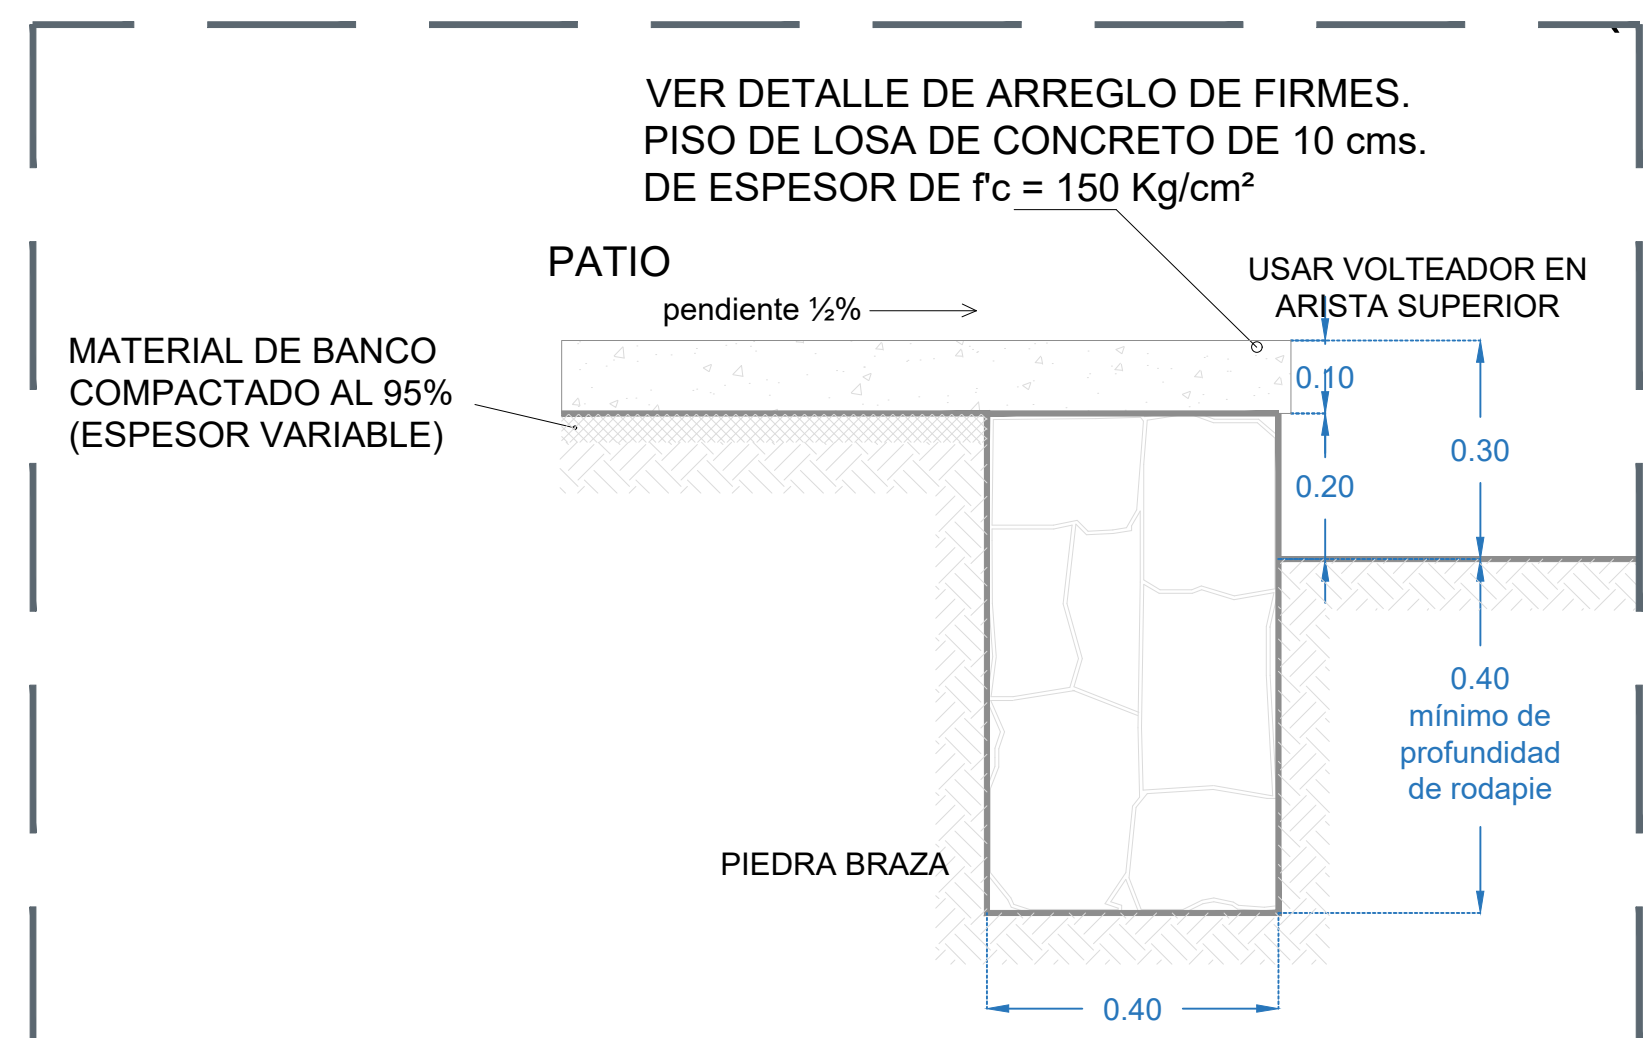 VER DETALLE DE ARREGLO DE FIRMES.
PISO DE LOSA DE CONCRETO DE 10 cms.
DE ESPESOR DE f'c = 150 Kg/cm²
PATIO
pendiente ½%
USAR VOLTEADOR EN
ARISTA SUPERIOR
MATERIAL DE BANCO
COMPACTADO AL 95%
(ESPESOR VARIABLE)
0.10
0.30
0.20
0.40
mínimo de
profundidad
de rodapie
PIEDRA BRAZA
0.40